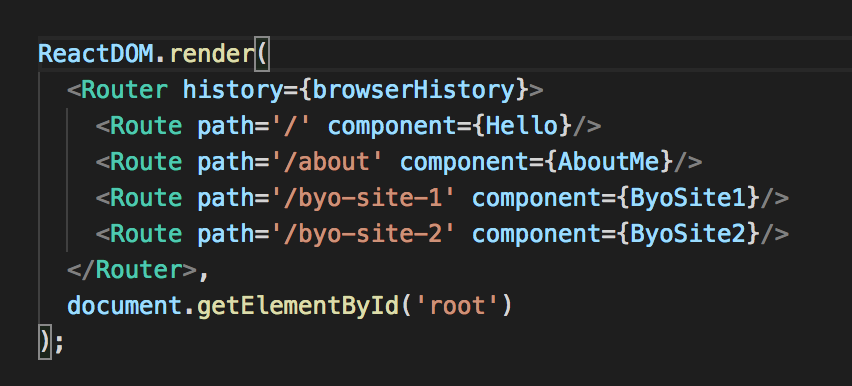 ReactDOM.render(
  <Router history={browserHistory}>
    <Route path='/' component={Hello}/>
    <Route path='/about' component={AboutMe}/>
    <Route path='/byo-site-1' component={ByoSite1}/>
    <Route path='/byo-site-2' component={ByoSite2}/>
  </Router>,
  document.getElementById('root')
);